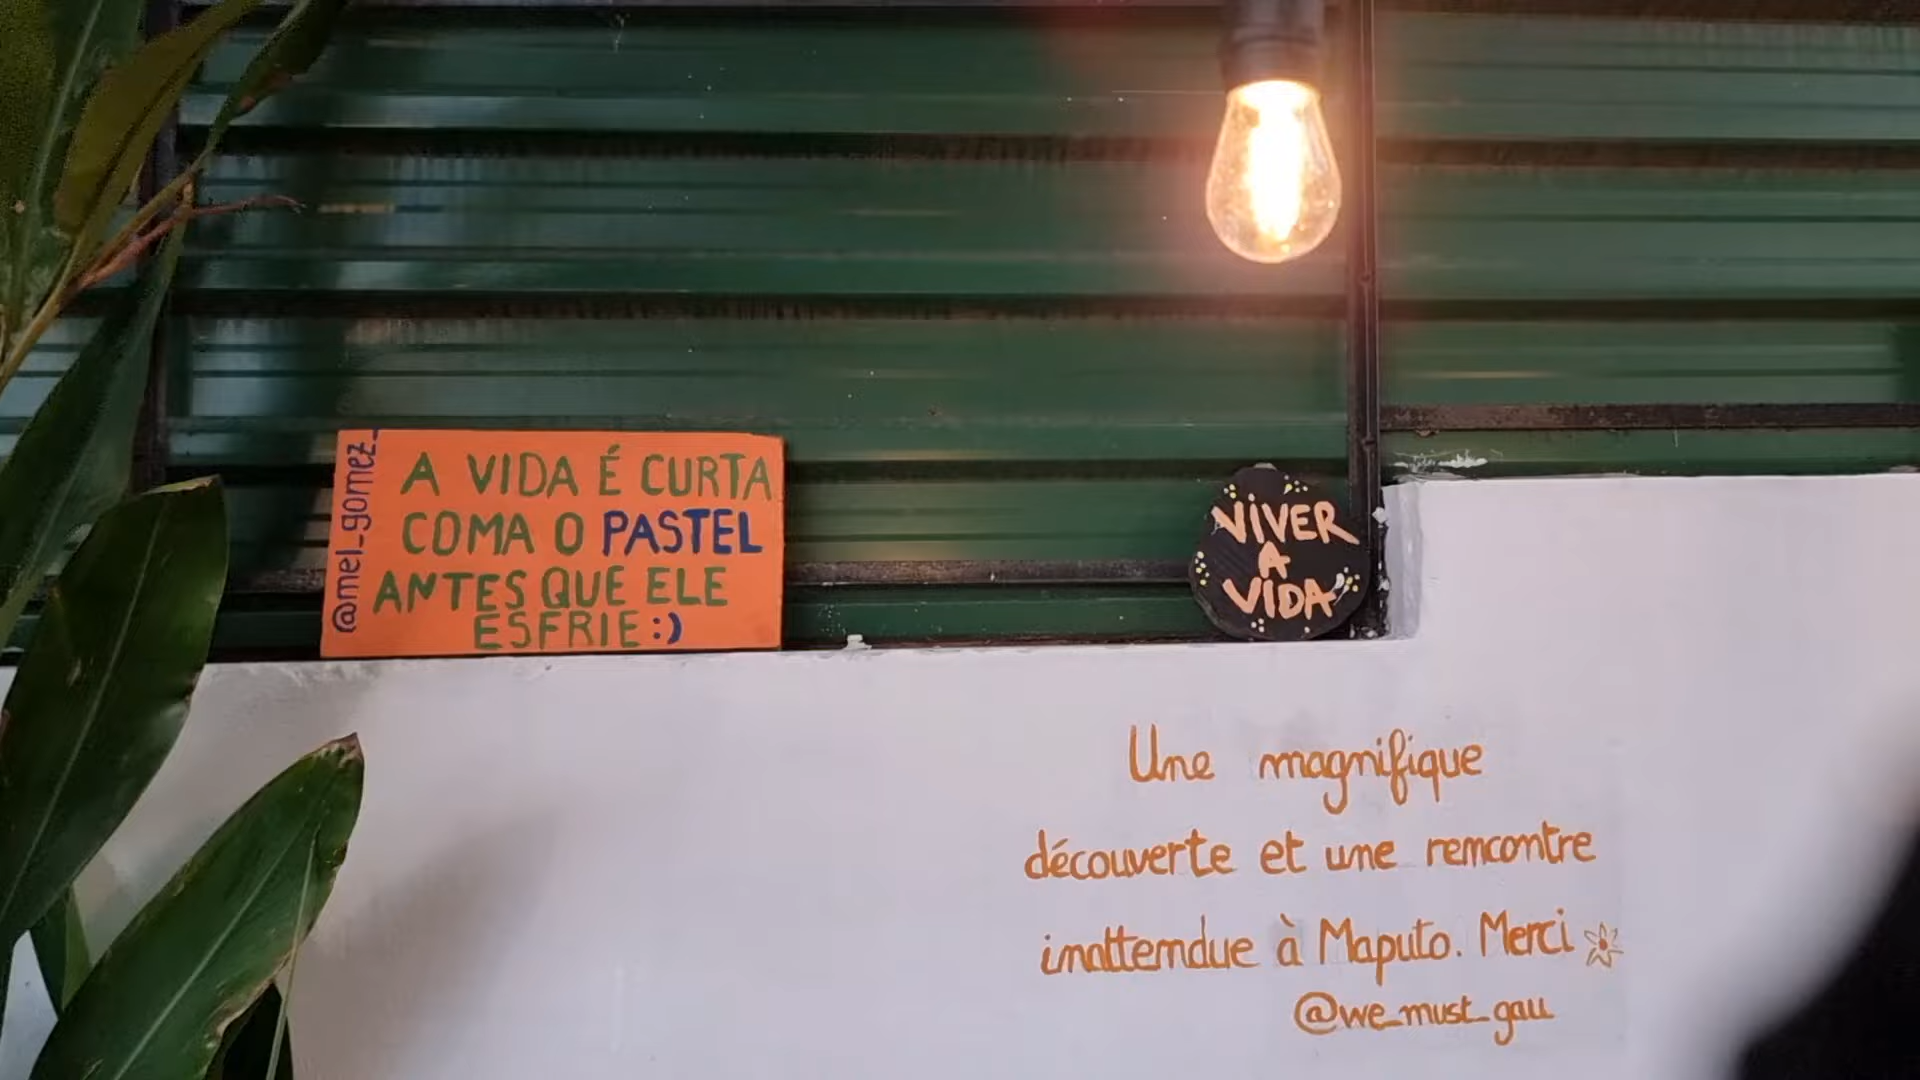 @mel_gomez_
A VIDA É CURTA
COMA O PASTEL
ANTES QUE ELE
ESFRIE:)
VIVER
A
VIDA
Une magnifique
découverte et une rencontre
inattendue à Maputo. Merci
@we_must_gau